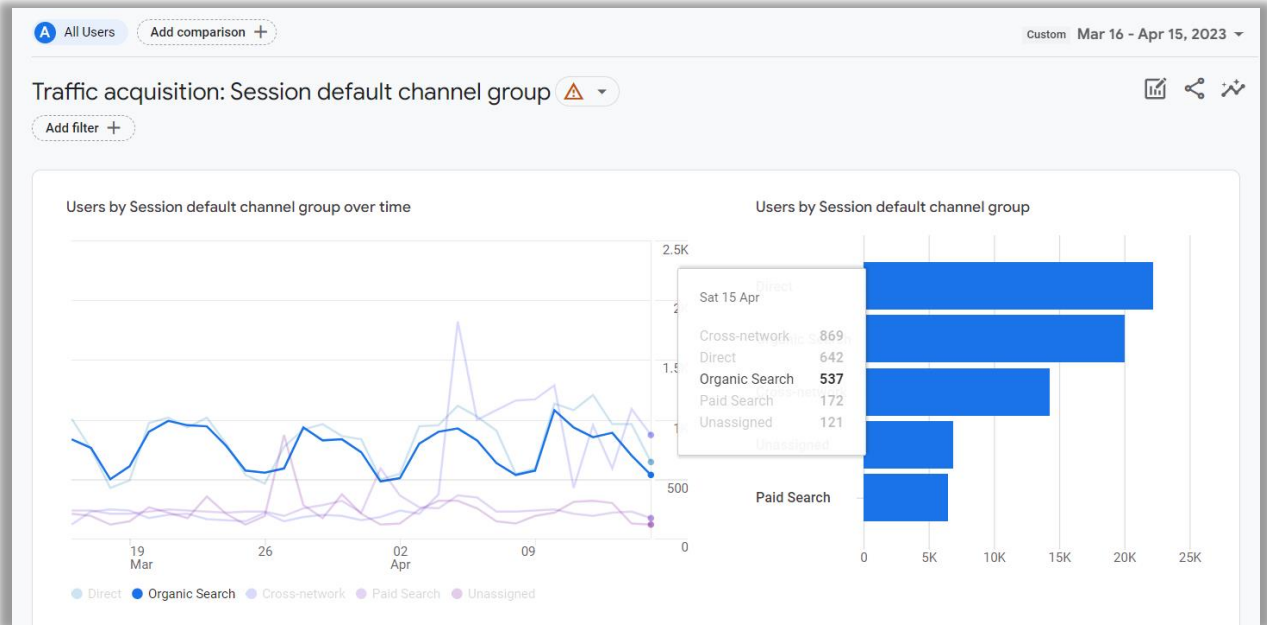 A All Users Add comparison +
Custom Mar 16 - Apr 15, 2023
Traffic acquisition: Session default channel group
Add filter +
Users by Session default channel group over time
2.5K
500
0
19
Mar
26
02
Apr
09
Direct Organic Search Cross-network Paid Search Unassigned
Sat 15 Apr
Cross-network 869
Direct 642
Organic Search 537
Paid Search 172
Unassigned 121
Users by Session default channel group
Direct
Unassigned
Paid Search
0 5K 10K 15K 20K 25K